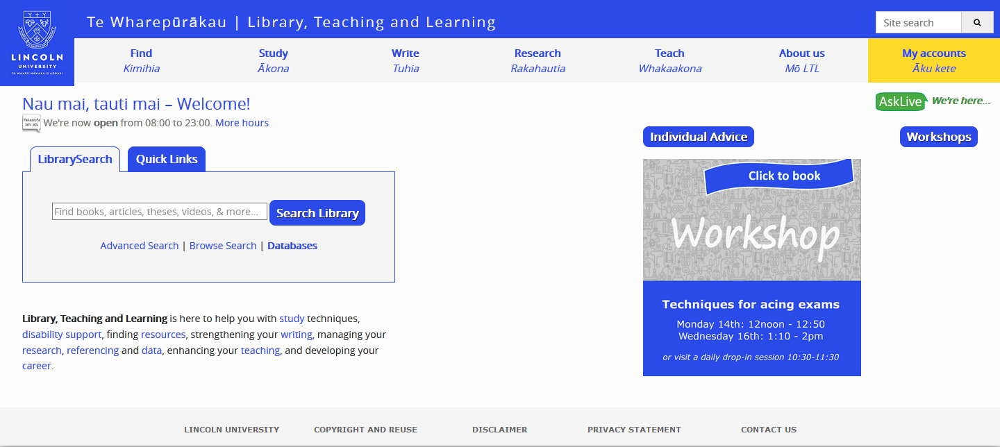 LINCOLN
UNIVERSITY
TE WHARE WĀNAKA O AORAKI
Te Wharepūrākau | Library, Teaching and Learning
Site search
Find
Kimihia
Study
Ākona
Write
Tuhia
Research
Rakahautia
Teach
Whakaakona
About us
Mō LTL
My accounts
Āku kete
Nau mai, tauti mai – Welcome!
Fakaalofa
lahi atu
We're now open from 08:00 to 23:00. More hours
AskLive We're here...
Individual Advice
Workshops
LibrarySearch
Quick Links
Find books, articles, theses, videos, & more...
Search Library
Advanced Search | Browse Search | Databases
Click to book
Workshop
Techniques for acing exams
Monday 14th: 12noon - 12:50
Wednesday 16th: 1:10 - 2pm
or visit a daily drop-in session 10:30-11:30
Library, Teaching and Learning is here to help you with study techniques,
disability support, finding resources, strengthening your writing, managing your
research, referencing and data, enhancing your teaching, and developing your
career.
LINCOLN UNIVERSITY
COPYRIGHT AND REUSE
DISCLAIMER
PRIVACY STATEMENT
CONTACT US